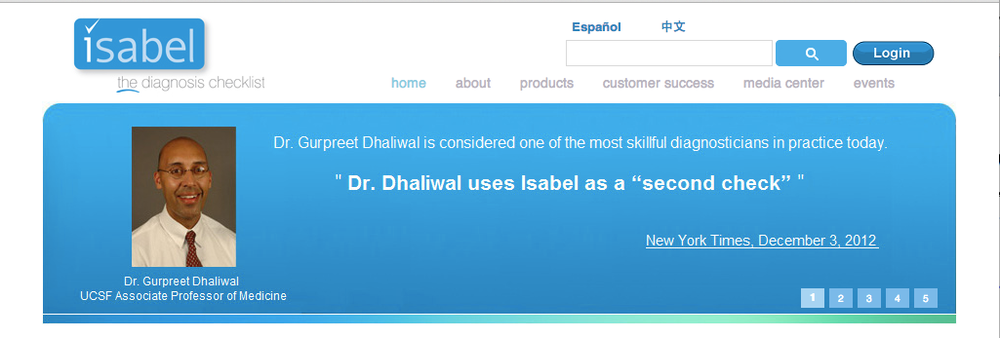 Español 中文
isabel
the diagnosis checklist
Login
home about products customer success media center events
Dr. Gurpreet Dhaliwal is considered one of the most skillful diagnosticians in practice today.
" Dr. Dhaliwal uses Isabel as a “second check” "
New York Times, December 3, 2012
Dr. Gurpreet Dhaliwal
UCSF Associate Professor of Medicine
1 2 3 4 5